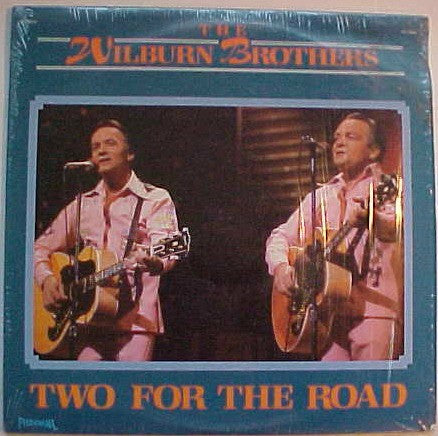 THE
WILBURN BROTHERS
TWO FOR THE ROAD